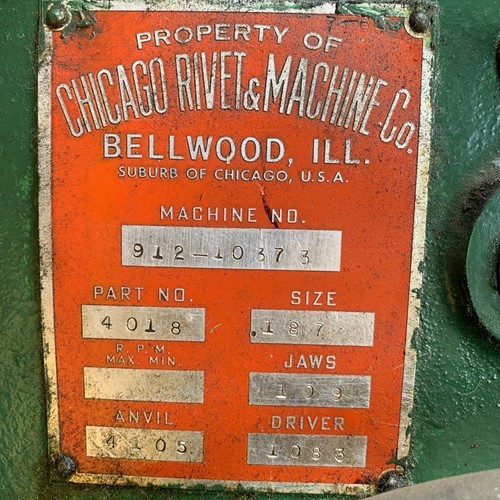 PROPERTY OF
CHICAGO RIVET & MACHINE CO.
BELLWOOD, ILL.
SUBURB OF CHICAGO, U.S.A.
MACHINE NO.
912-10373
PART NO. SIZE
4018 .187
R.P.M.
MAX. MIN. JAWS
109
ANVIL DRIVER
4105 1083